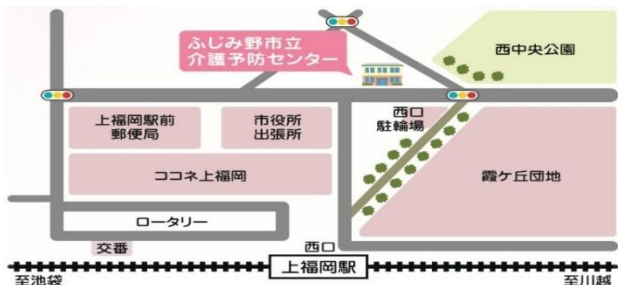 ふじみ野市立
介護予防センター
西中央公園
上福岡駅前
郵便局
市役所
出張所
西口
駐輪場
ココネ上福岡
霞ケ丘団地
ロータリー
交番
西口
上福岡駅
至池袋
至川越